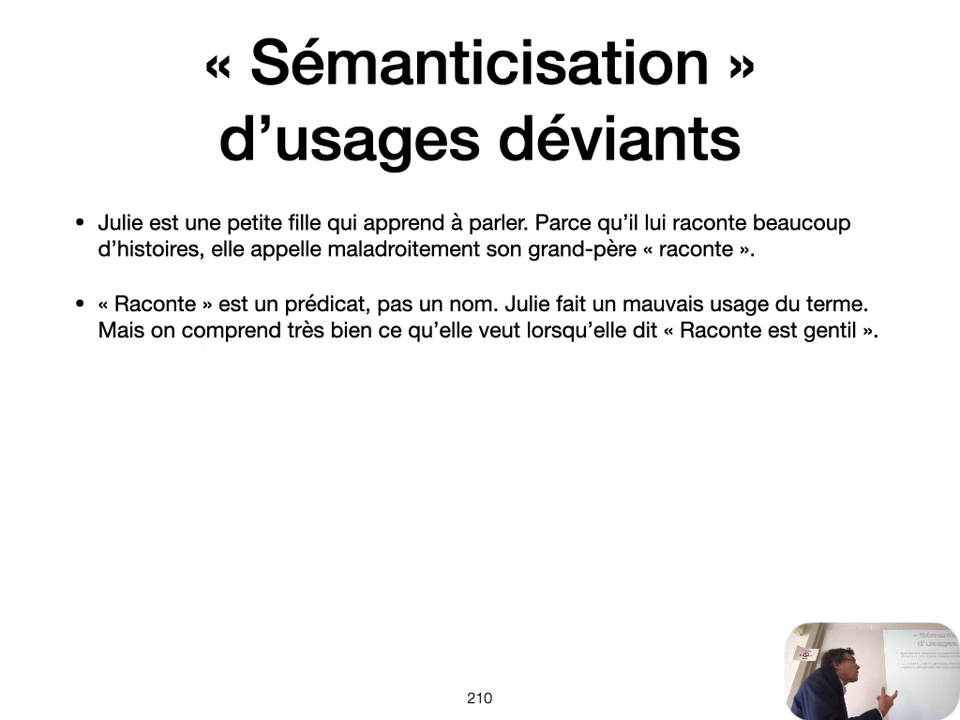 « Sémanticisation »
d’usages déviants
• Julie est une petite fille qui apprend à parler. Parce qu’il lui raconte beaucoup
d’histoires, elle appelle maladroitement son grand-père « raconte ».
• « Raconte » est un prédicat, pas un nom. Julie fait un mauvais usage du terme.
Mais on comprend très bien ce qu’elle veut lorsqu’elle dit « Raconte est gentil ».
210
« Sémantic
d’usages